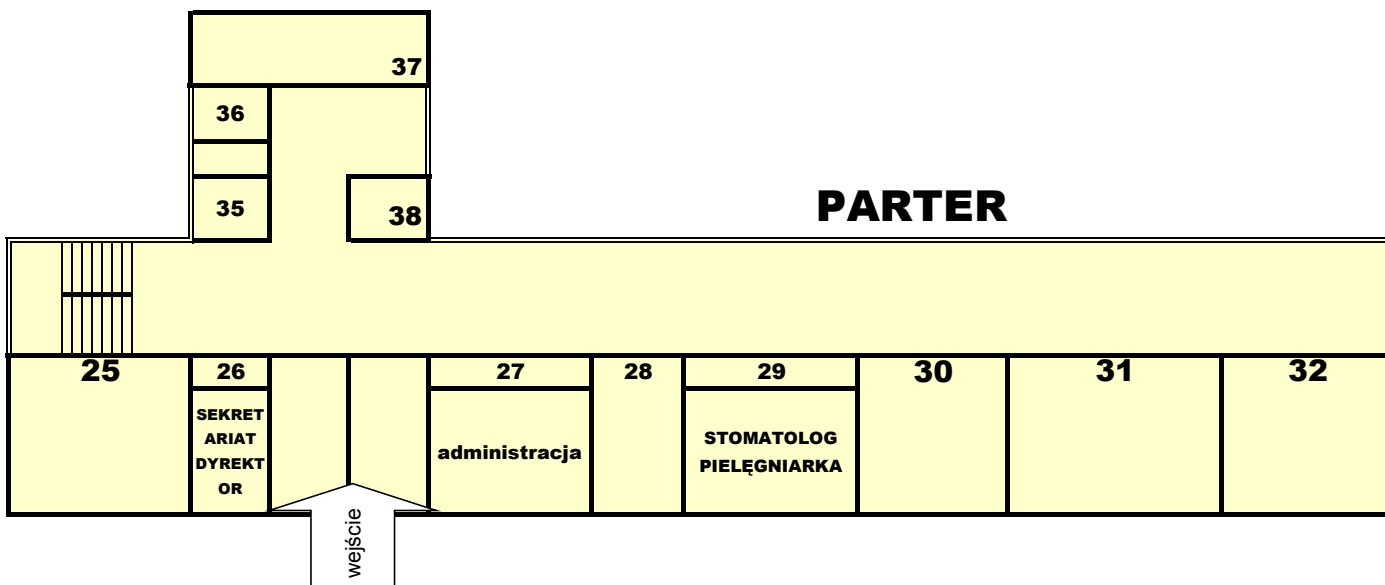 37
36
35
38
PARTER
25
26
27
28
29
30
31
32
SEKRET
ARIAT
DYREKT
OR
administracja
STOMATOLOG
PIELĘGNIARKA
wejście